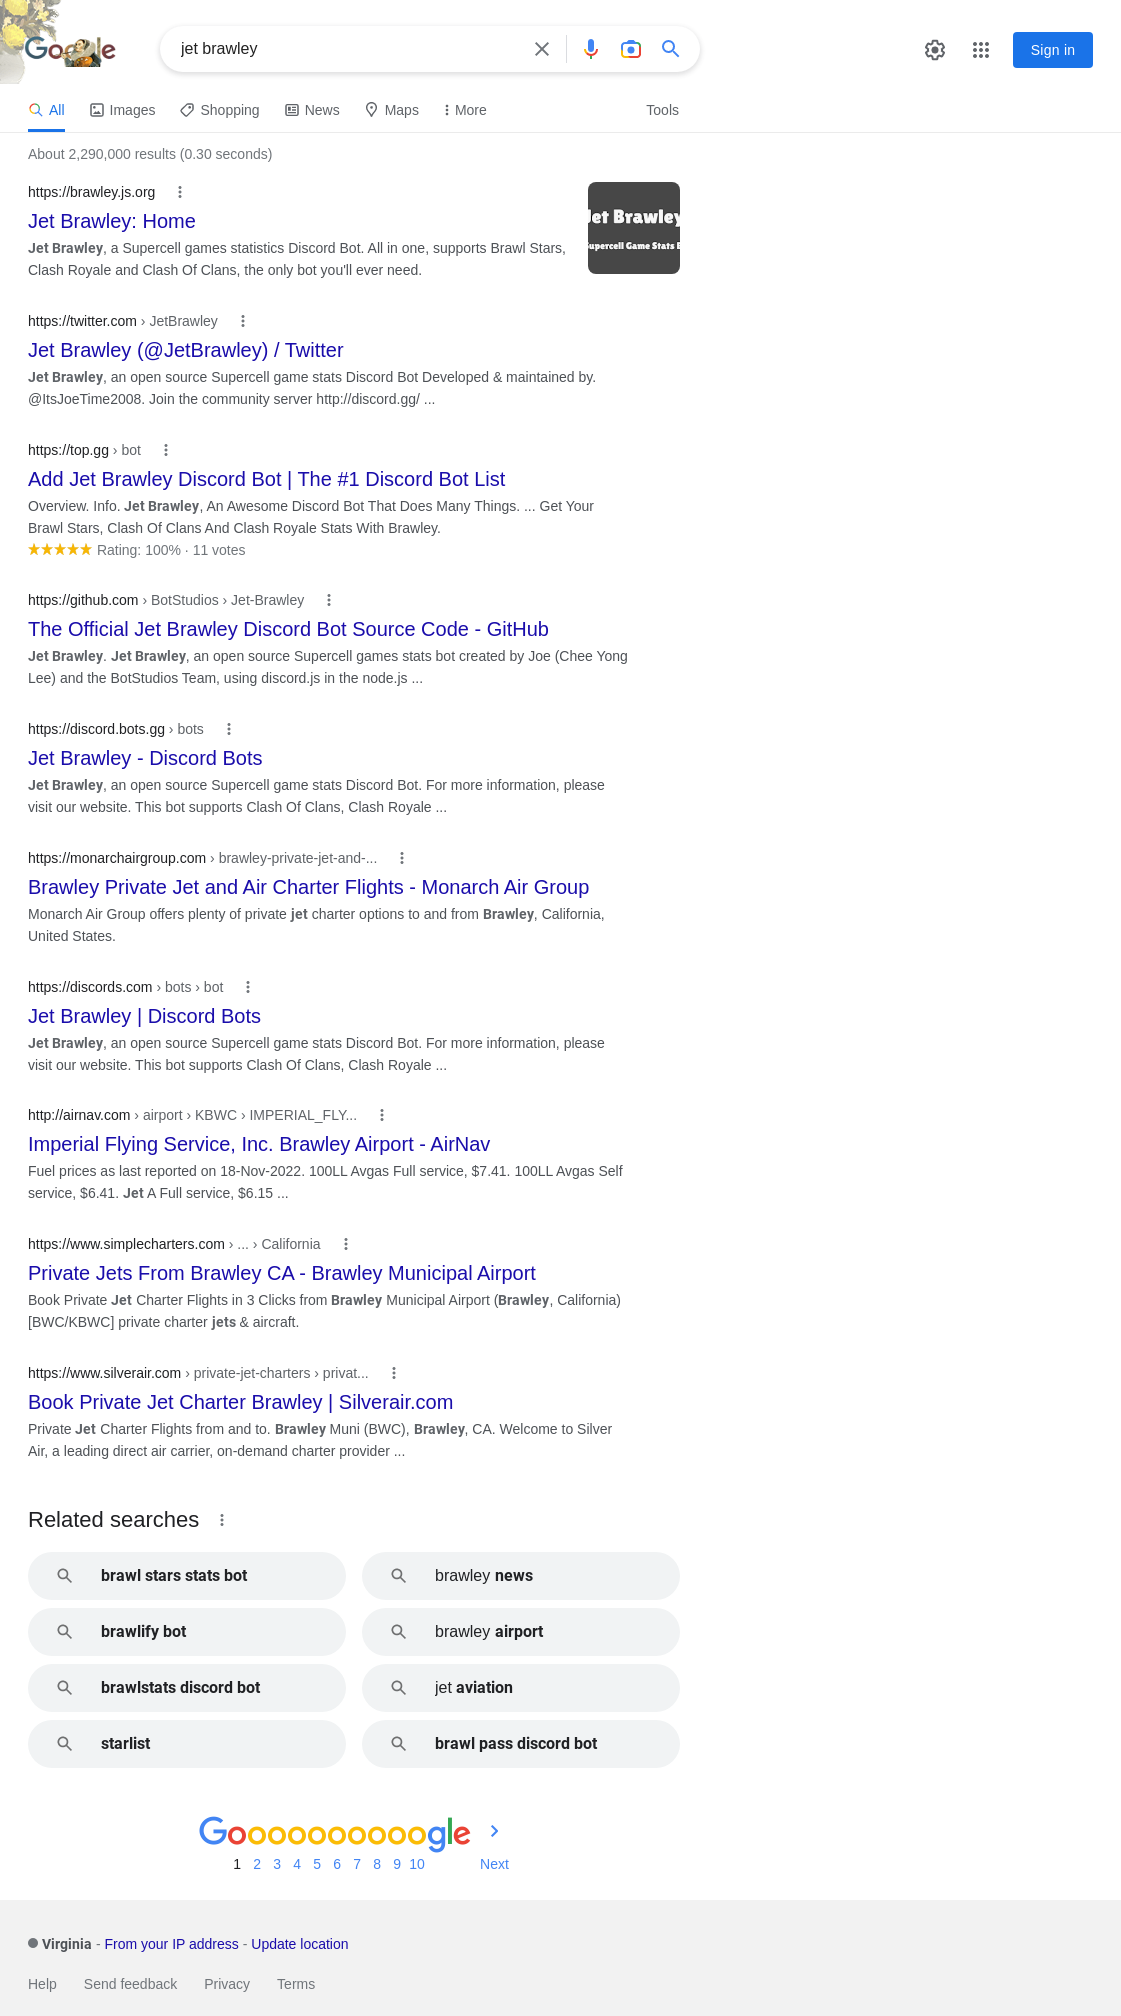 Google
jet brawley
Sign in
All Images Shopping News Maps More Tools
About 2,290,000 results (0.30 seconds)
https://brawley.js.org
Jet Brawley: Home
Jet Brawley, a Supercell games statistics Discord Bot. All in one, supports Brawl Stars,
Clash Royale and Clash Of Clans, the only bot you'll ever need.
Jet Brawley
Supercell Game Stats
https://twitter.com › JetBrawley
Jet Brawley (@JetBrawley) / Twitter
Jet Brawley, an open source Supercell game stats Discord Bot Developed & maintained by.
@ItsJoeTime2008. Join the community server http://discord.gg/ ...
https://top.gg › bot
Add Jet Brawley Discord Bot | The #1 Discord Bot List
Overview. Info. Jet Brawley, An Awesome Discord Bot That Does Many Things. ... Get Your
Brawl Stars, Clash Of Clans And Clash Royale Stats With Brawley.
Rating: 100% · 11 votes
https://github.com › BotStudios › Jet-Brawley
The Official Jet Brawley Discord Bot Source Code - GitHub
Jet Brawley. Jet Brawley, an open source Supercell games stats bot created by Joe (Chee Yong
Lee) and the BotStudios Team, using discord.js in the node.js ...
https://discord.bots.gg › bots
Jet Brawley - Discord Bots
Jet Brawley, an open source Supercell game stats Discord Bot. For more information, please
visit our website. This bot supports Clash Of Clans, Clash Royale ...
https://monarchairgroup.com › brawley-private-jet-and-...
Brawley Private Jet and Air Charter Flights - Monarch Air Group
Monarch Air Group offers plenty of private jet charter options to and from Brawley, California,
United States.
https://discords.com › bots › bot
Jet Brawley | Discord Bots
Jet Brawley, an open source Supercell game stats Discord Bot. For more information, please
visit our website. This bot supports Clash Of Clans, Clash Royale ...
http://airnav.com › airport › KBWC › IMPERIAL_FLY...
Imperial Flying Service, Inc. Brawley Airport - AirNav
Fuel prices as last reported on 18-Nov-2022. 100LL Avgas Full service, $7.41. 100LL Avgas Self
service, $6.41. Jet A Full service, $6.15 ...
https://www.simplecharters.com › ... › California
Private Jets From Brawley CA - Brawley Municipal Airport
Book Private Jet Charter Flights in 3 Clicks from Brawley Municipal Airport (Brawley, California)
[BWC/KBWC] private charter jets & aircraft.
https://www.silverair.com › private-jet-charters › privat...
Book Private Jet Charter Brawley | Silverair.com
Private Jet Charter Flights from and to. Brawley Muni (BWC), Brawley, CA. Welcome to Silver
Air, a leading direct air carrier, on-demand charter provider ...
Related searches
brawl stars stats bot
brawley news
brawlify bot
brawley airport
brawlstats discord bot
jet aviation
starlist
brawl pass discord bot
Goooooooooogle
1 2 3 4 5 6 7 8 9 10 Next
Virginia - From your IP address - Update location
Help Send feedback Privacy Terms